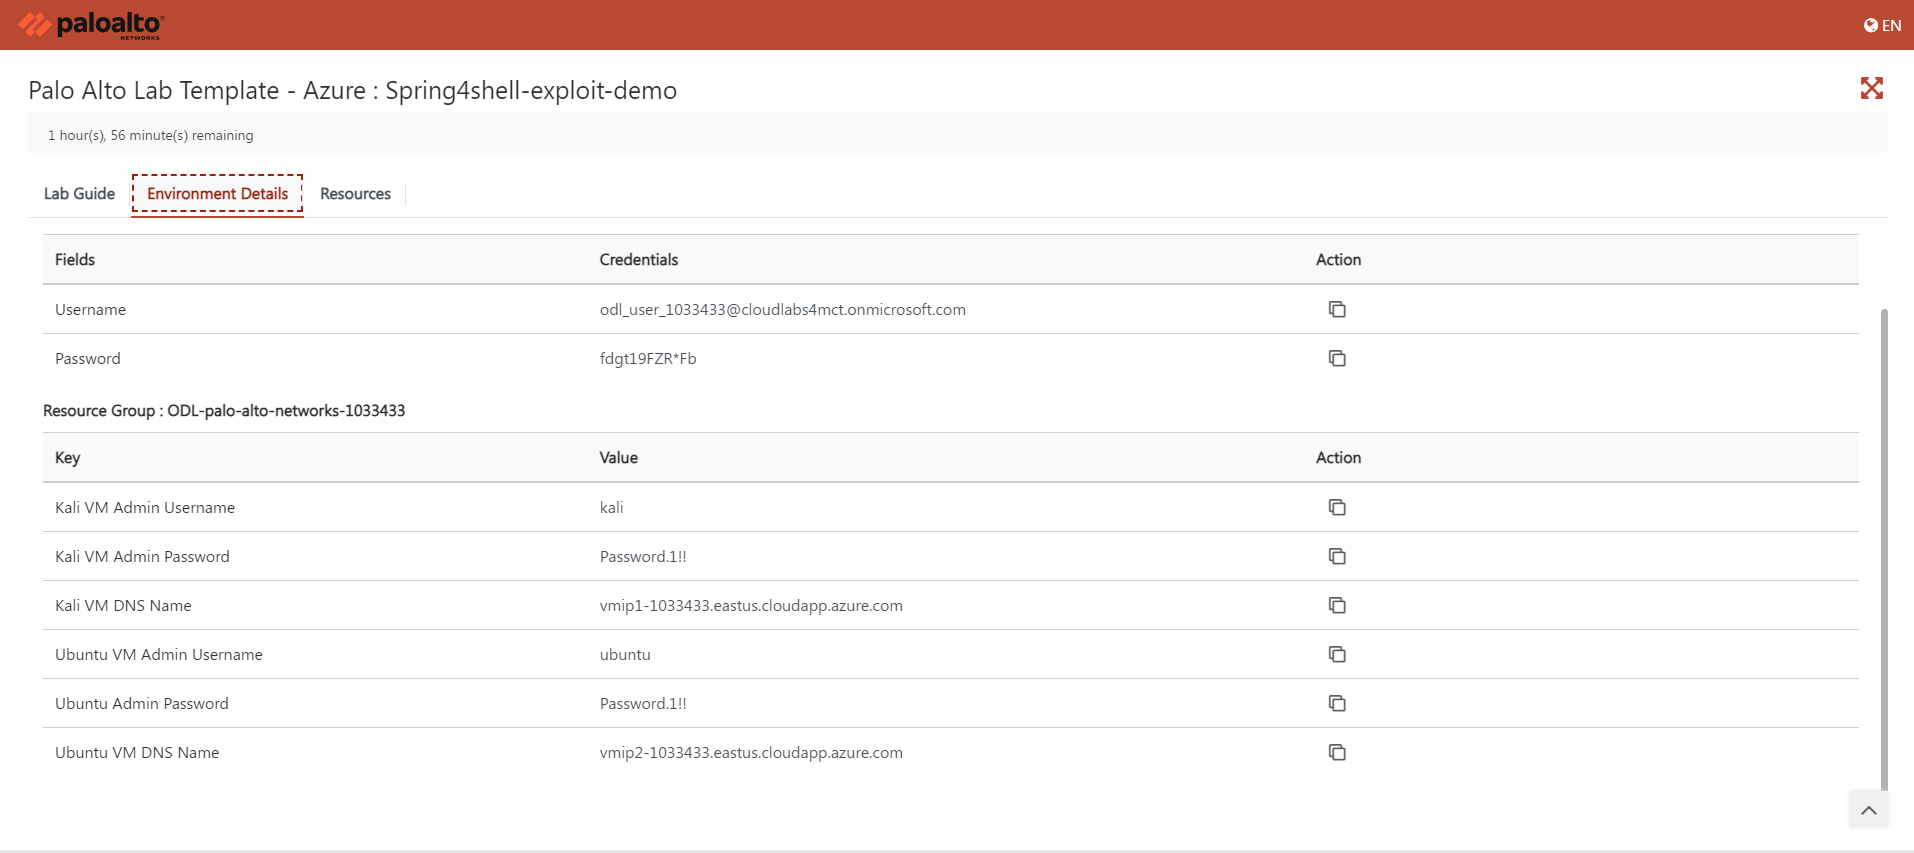 paloalto
NETWORKS
EN
Palo Alto Lab Template - Azure : Spring4shell-exploit-demo
1 hour(s), 56 minute(s) remaining
Lab Guide Environment Details Resources
Fields Credentials Action
Username odl_user_1033433@cloudlabs4mct.onmicrosoft.com
Password fdgt19FZR*Fb
Resource Group : ODL-palo-alto-networks-1033433
Key Value Action
Kali VM Admin Username kali
Kali VM Admin Password Password.1!!
Kali VM DNS Name vmip1-1033433.eastus.cloudapp.azure.com
Ubuntu VM Admin Username ubuntu
Ubuntu Admin Password Password.1!!
Ubuntu VM DNS Name vmip2-1033433.eastus.cloudapp.azure.com